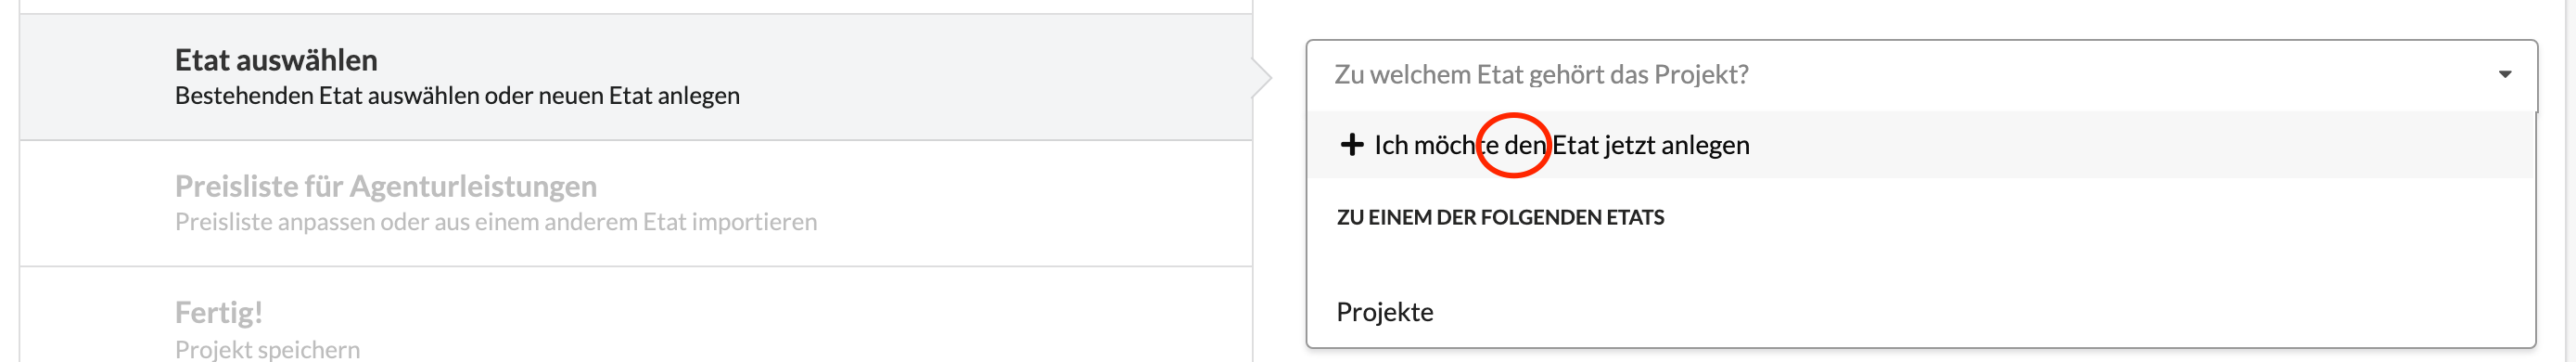 Etat auswählen
Bestehenden Etat auswählen oder neuen Etat anlegen
Preisliste für Agenturleistungen
Preisliste anpassen oder aus einem anderem Etat importieren
Fertig!
Projekt speichern
Zu welchem Etat gehört das Projekt?
Ich möchte den Etat jetzt anlegen
ZU EINEM DER FOLGENDEN ETATS
Projekte